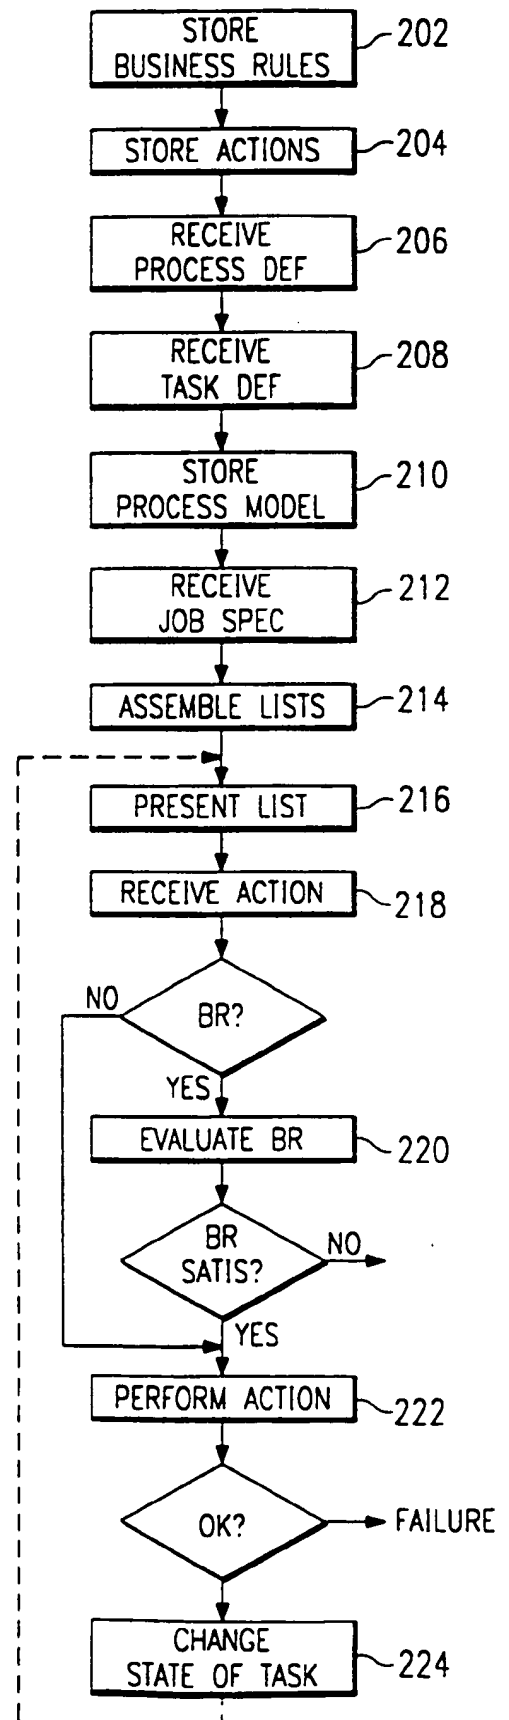 STORE
BUSINESS RULES
202
STORE ACTIONS
204
RECEIVE
PROCESS DEF
206
RECEIVE
TASK DEF
208
STORE
PROCESS MODEL
210
RECEIVE
JOB SPEC
212
ASSEMBLE LISTS
214
PRESENT LIST
216
RECEIVE ACTION
218
NO
BR?
YES
EVALUATE BR
220
BR
SATIS?
NO
YES
PERFORM ACTION
222
OK?
FAILURE
CHANGE
STATE OF TASK
224